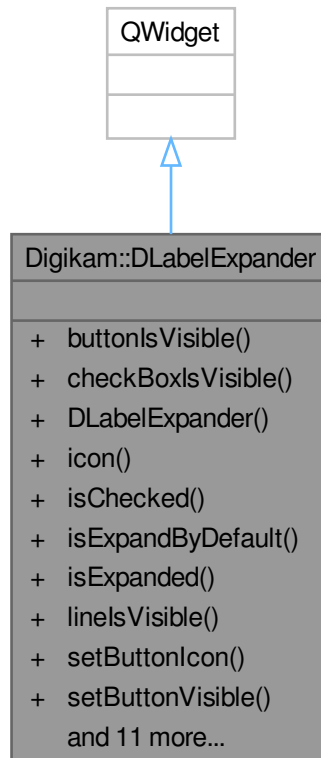 QWidget
Digikam::DLabelExpander
+ buttonIsVisible()
+ checkBoxIsVisible()
+ DLabelExpander()
+ icon()
+ isChecked()
+ isExpandByDefault()
+ isExpanded()
+ lineIsVisible()
+ setButtonIcon()
+ setButtonVisible()
and 11 more...